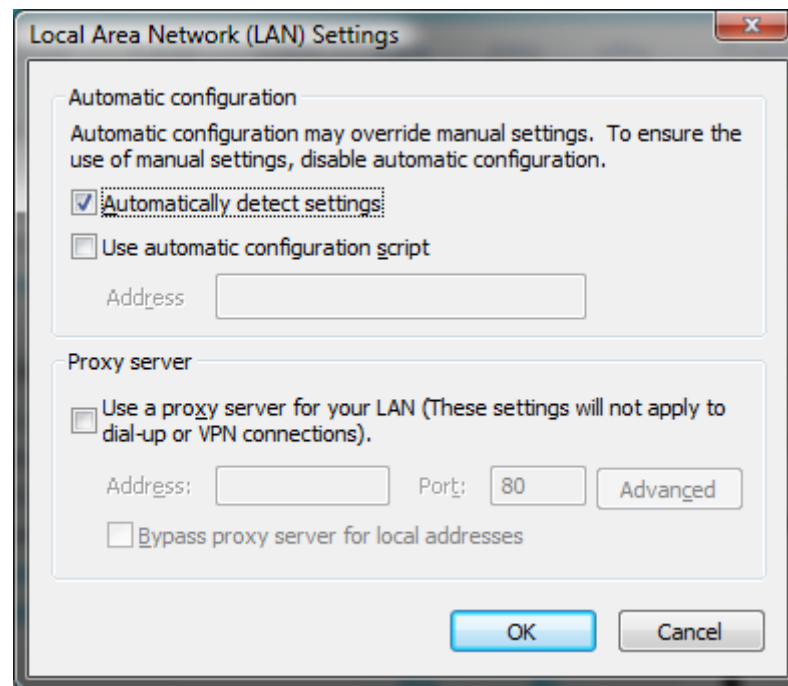 Local Area Network (LAN) Settings
Automatic configuration
Automatic configuration may override manual settings. To ensure the
use of manual settings, disable automatic configuration.
Automatically detect settings
Use automatic configuration script
Address
Proxy server
Use a proxy server for your LAN (These settings will not apply to
dial-up or VPN connections).
Address: Port: 80 Advanced
Bypass proxy server for local addresses
OK Cancel